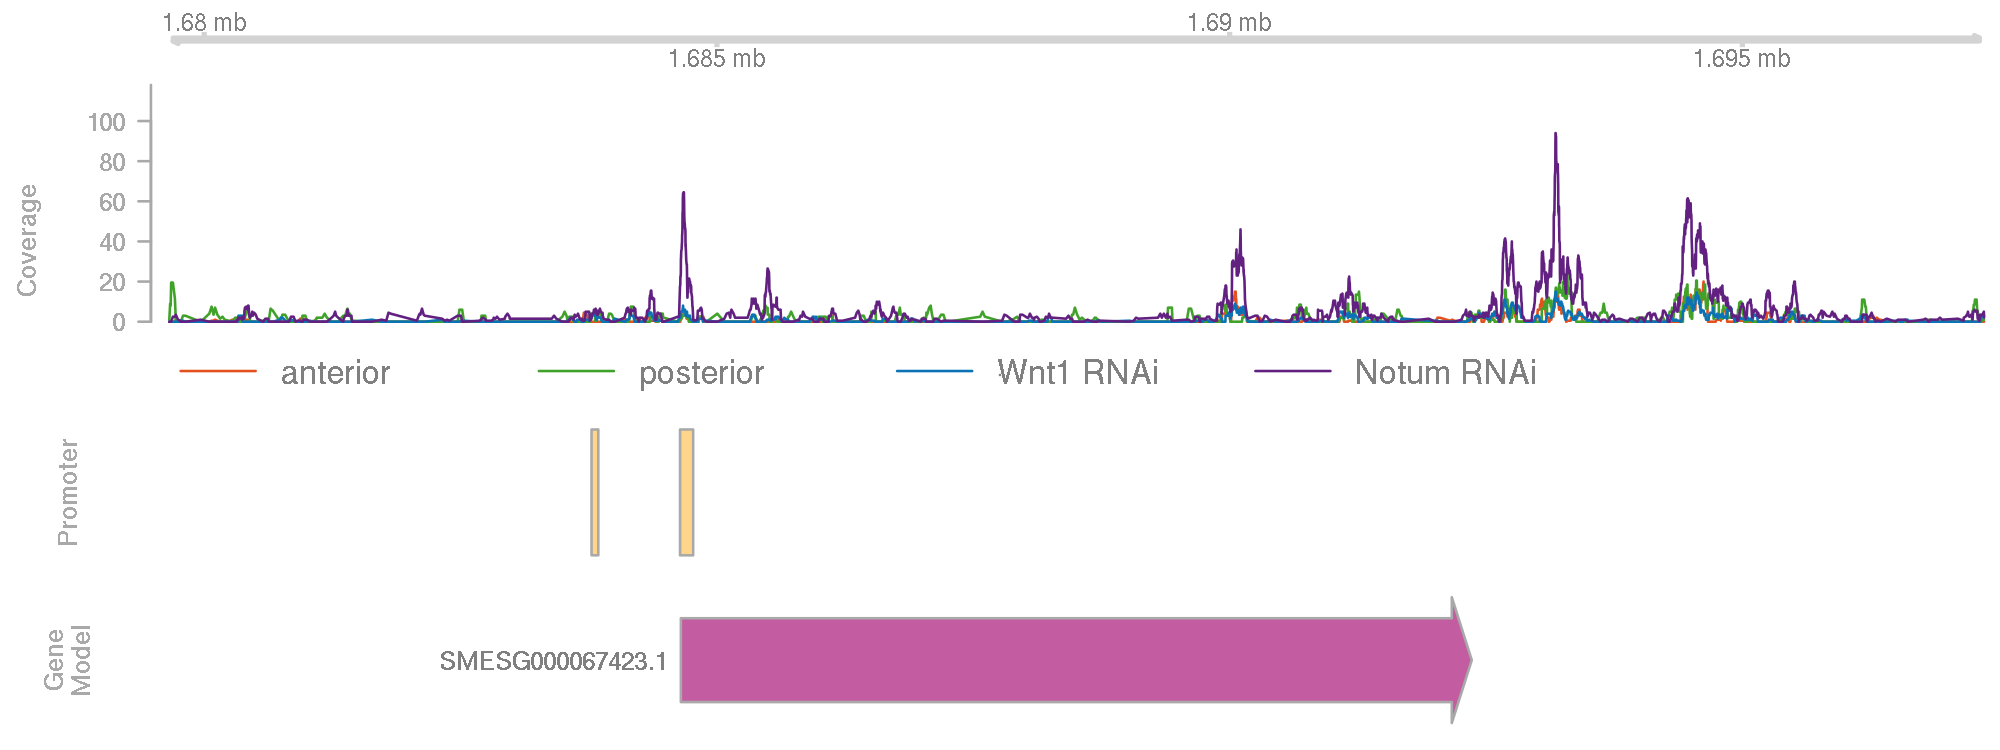 1.68 mb
1.69 mb
1.685 mb
1.695 mb
Coverage
100
80
60
40
20
0
anterior posterior Wnt1 RNAi Notum RNAi
Promoter
Gene
Model
SMESG000067423.1